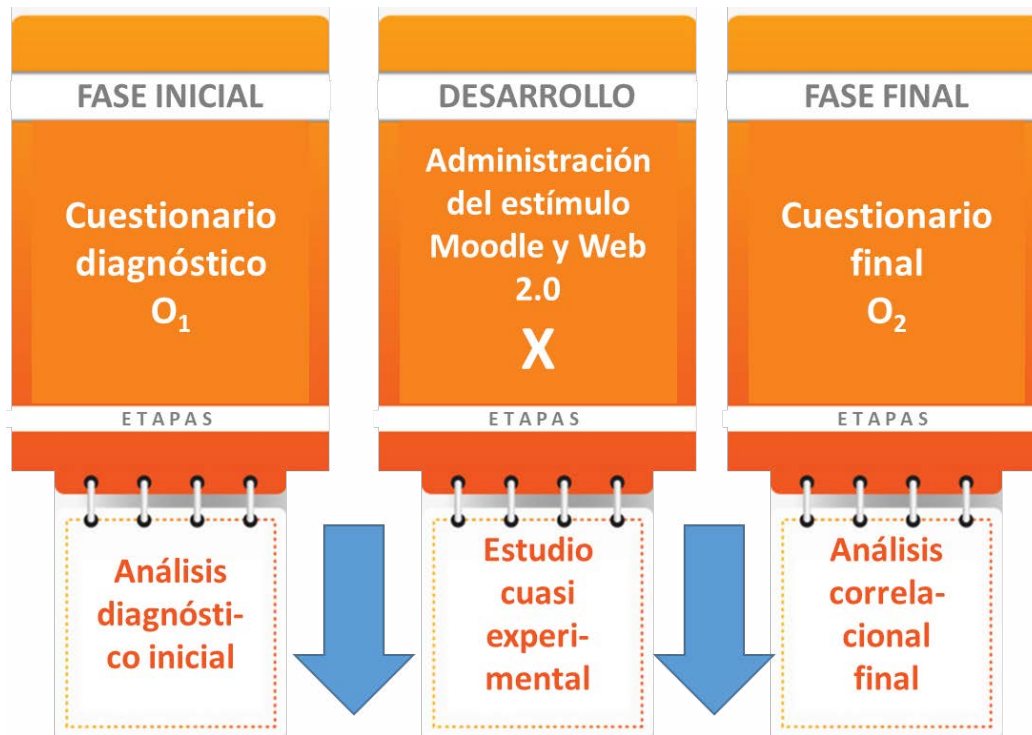 FASE INICIAL
Cuestionario
diagnóstico
O₁
ETAPAS
Análisis
diagnósti-
co inicial
DESARROLLO
Administración
del estímulo
Moodle y Web
2.0
X
ETAPAS
Estudio
cuasi
experi-
mental
FASE FINAL
Cuestionario
final
O₂
ETAPAS
Análisis
correla-
cional
final